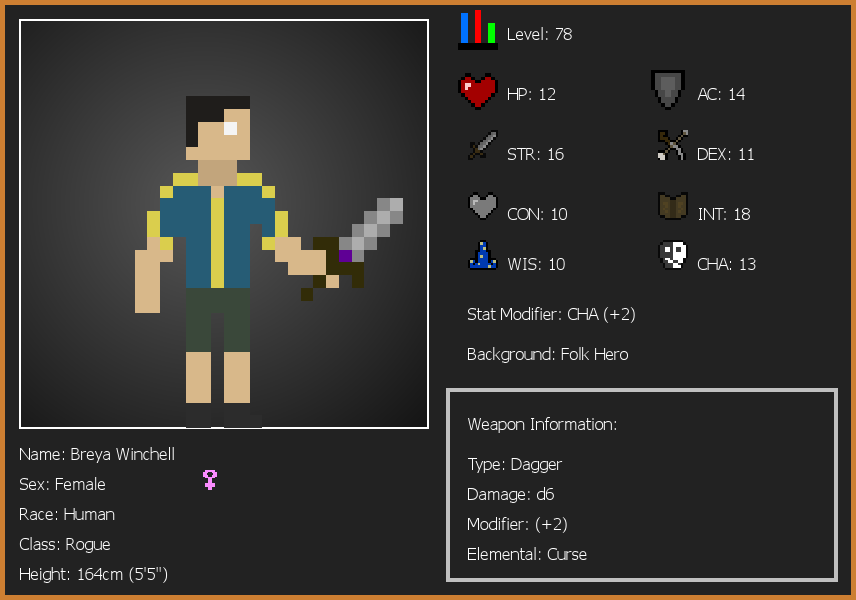 Level: 78
HP: 12
AC: 14
STR: 16
DEX: 11
CON: 10
INT: 18
WIS: 10
CHA: 13
Stat Modifier: CHA (+2)
Background: Folk Hero
Weapon Information:
Type: Dagger
Damage: d6
Modifier: (+2)
Elemental: Curse
Name: Breya Winchell
Sex: Female
Race: Human
Class: Rogue
Height: 164cm (5'5")